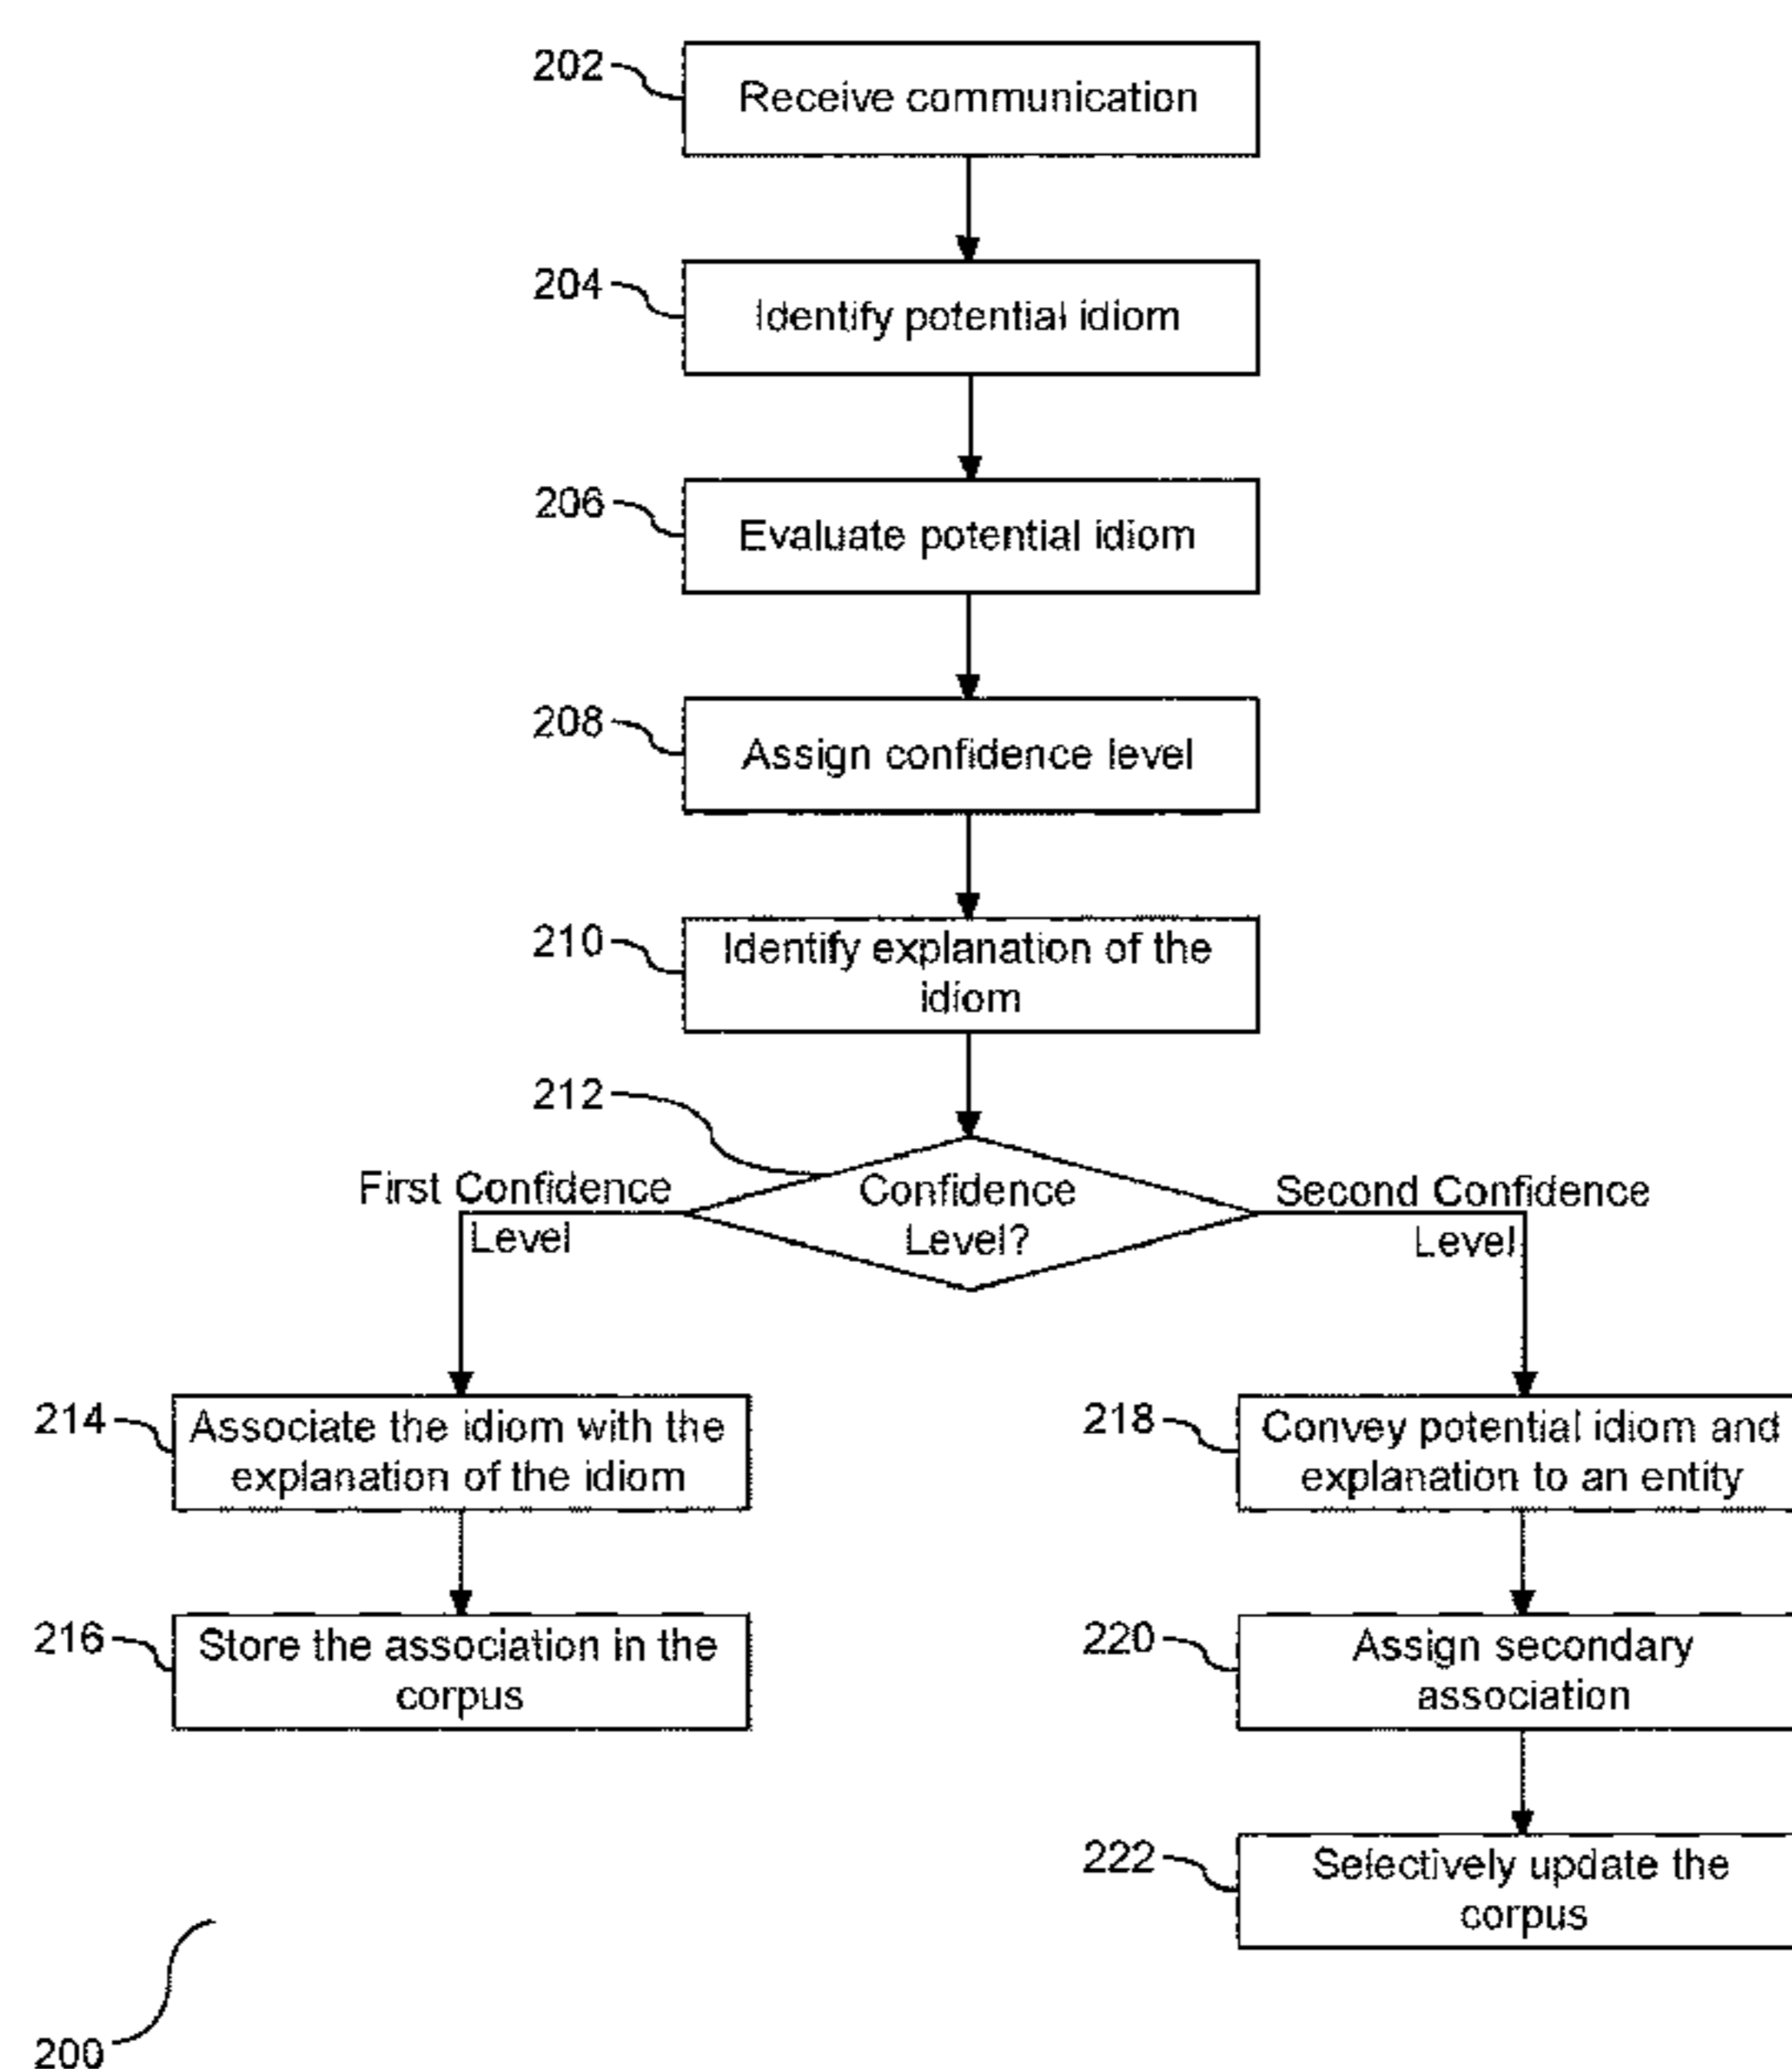 202
Receive communication
204
Identify potential idiom
206
Evaluate potential idiom
208
Assign confidence level
210
Identify explanation of the
idiom
212
First Confidence
Level
Confidence
Level?
Second Confidence
Level
214
Associate the idiom with the
explanation of the idiom
218
Convey potential idiom and
explanation to an entity
216
Store the association in the
corpus
220
Assign secondary
association
222
Selectively update the
corpus
200